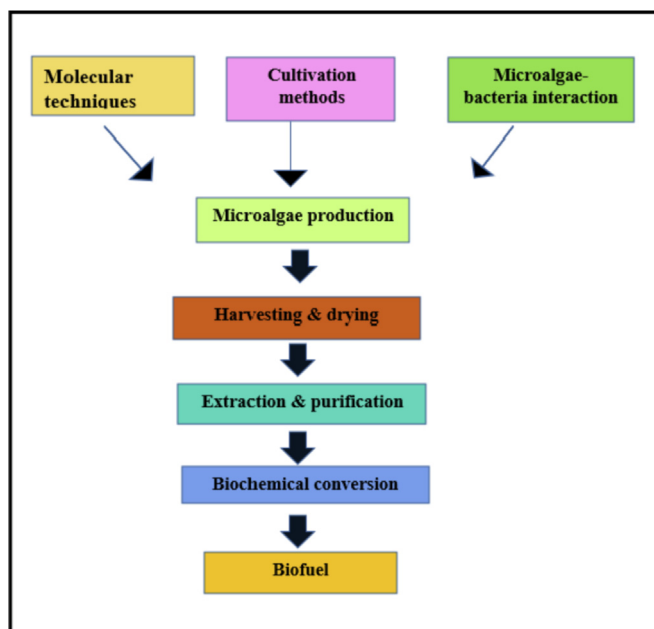 Molecular
techniques
Cultivation
methods
Microalgae-
bacteria interaction
Microalgae production
Harvesting & drying
Extraction & purification
Biochemical conversion
Biofuel